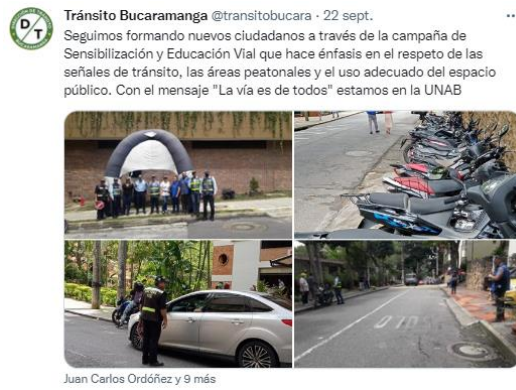 Tránsito Bucaramanga @transitobucara · 22 sept.
Seguimos formando nuevos ciudadanos a través de la campaña de
Sensibilización y Educación Vial que hace énfasis en el respeto de las
señales de tránsito, las áreas peatonales y el uso adecuado del espacio
público. Con el mensaje "La vía es de todos" estamos en la UNAB
Juan Carlos Ordóñez y 9 más